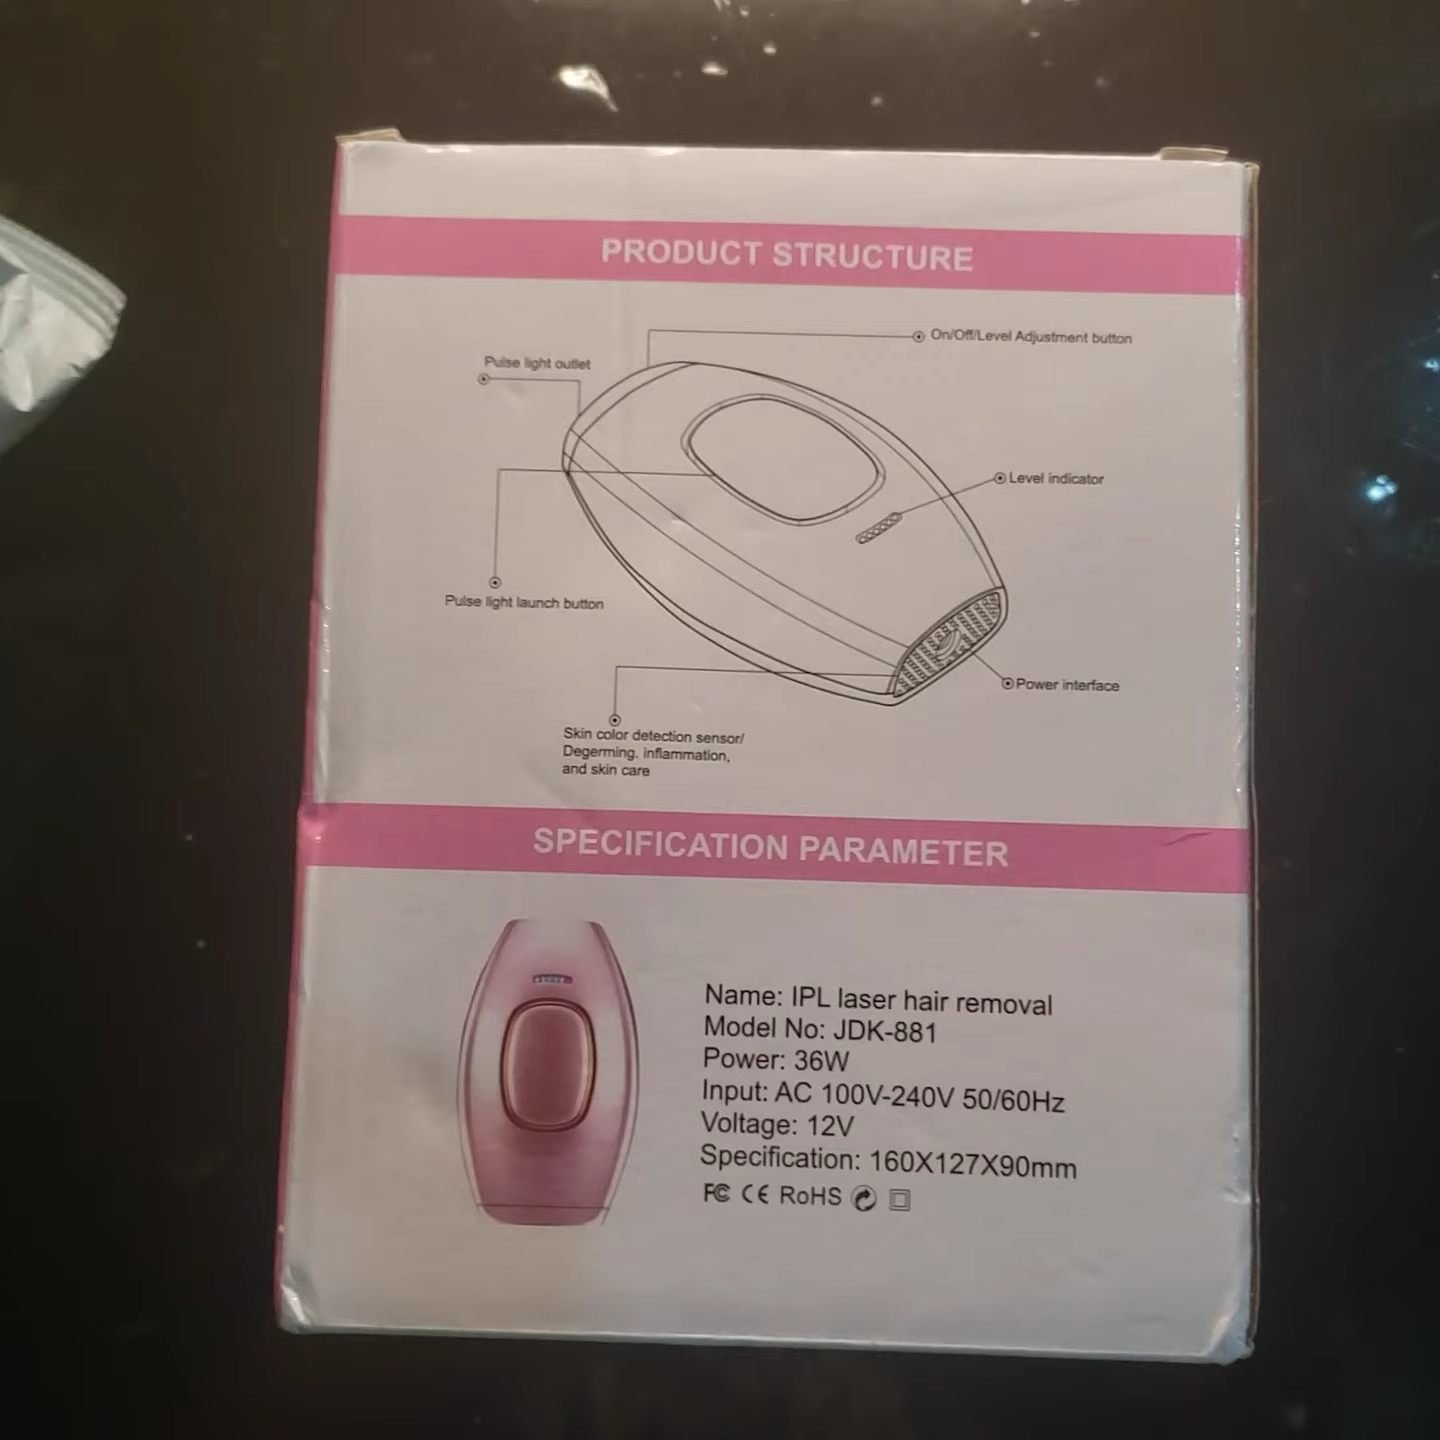 PRODUCT STRUCTURE
On/Off/Level Adjustment button
Pulse light outlet
Level indicator
Pulse light launch button
Power interface
Skin color detection sensor/
Degerming. inflammation,
and skin care
SPECIFICATION PARAMETER
Name: IPL laser hair removal
Model No: JDK-881
Power: 36W
Input: AC 100V-240V 50/60Hz
Voltage: 12V
Specification: 160X127X90mm
FC CE RoHS